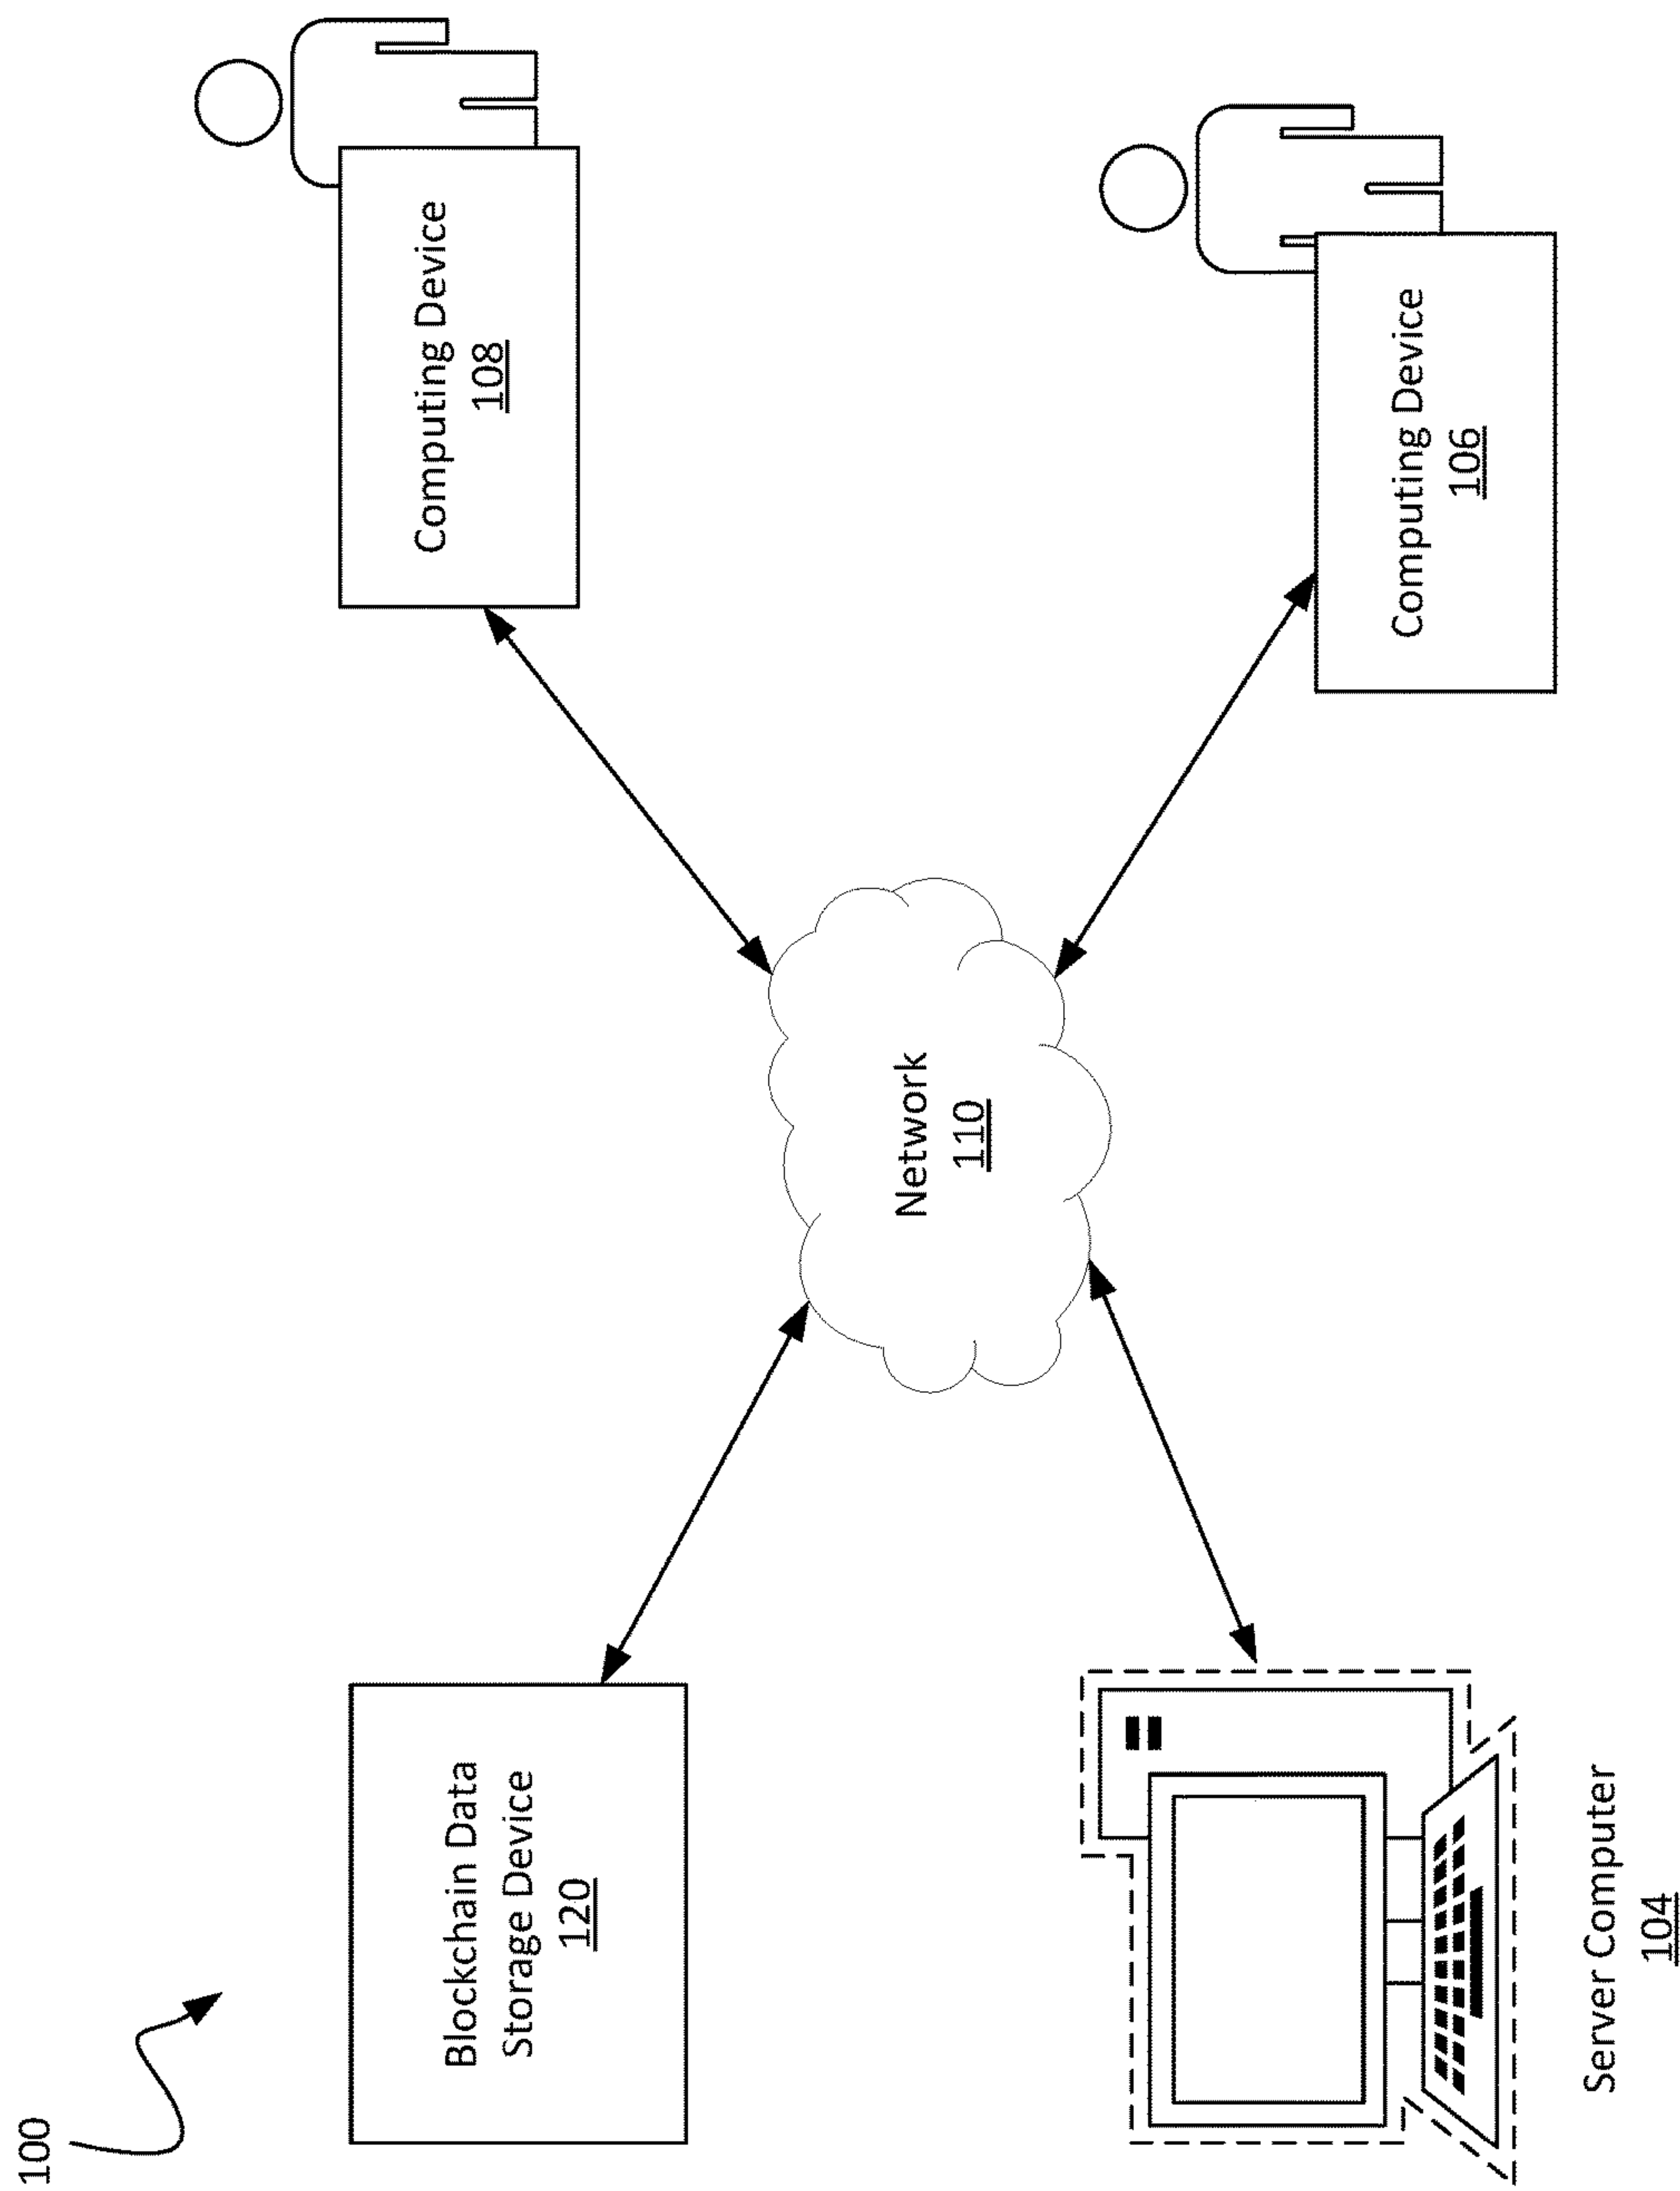 100
Blockchain Data
Storage Device
120
Computing Device
108
Network
110
Server Computer
104
Computing Device
106